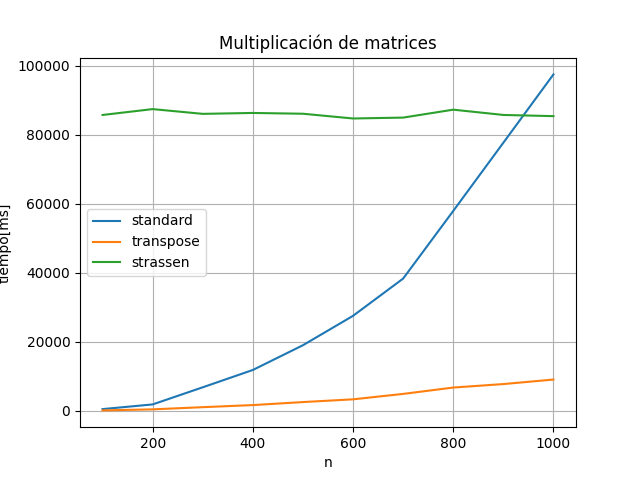 Multiplicación de matrices
100000
80000
60000
40000
20000
0
tiempo[ms]
standard
transpose
strassen
200
400
600
800
1000
n